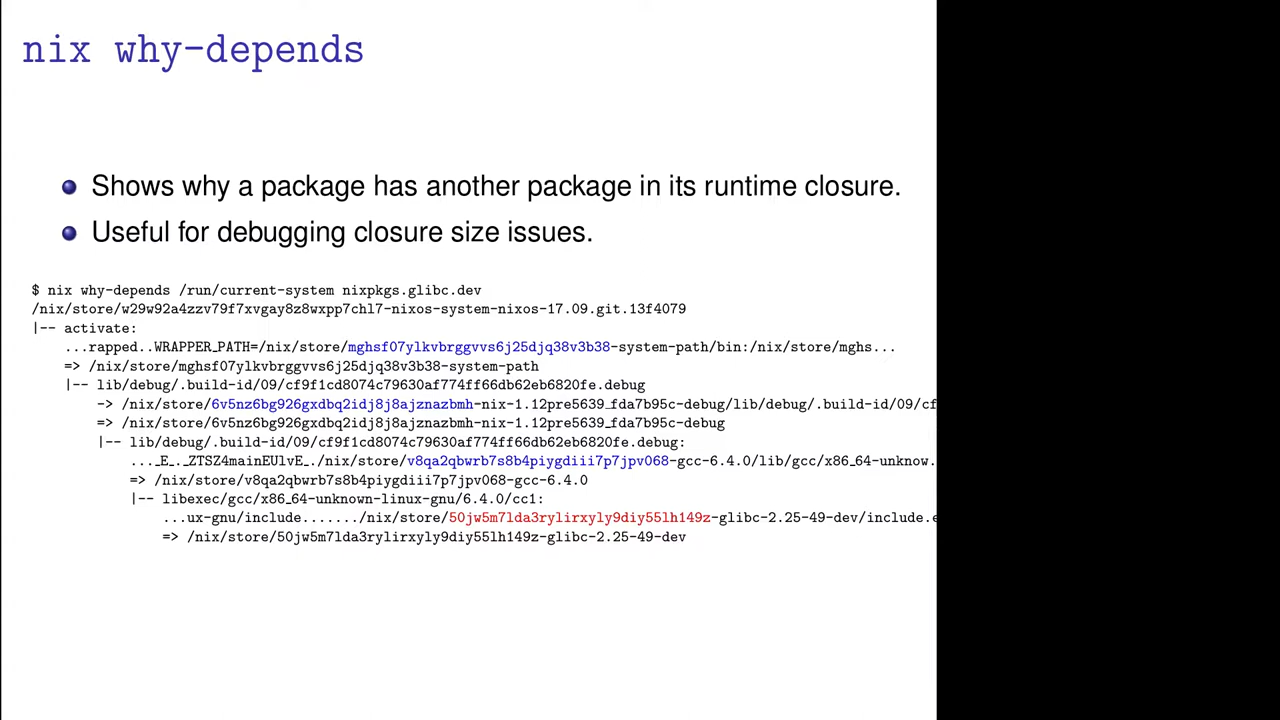 nix why-depends
Shows why a package has another package in its runtime closure.
Useful for debugging closure size issues.
$ nix why-depends /run/current-system nixpkgs.glibc.dev
/nix/store/w29w92a4zzv79f7xvgay8z8wxpp7chl7-nixos-system-nixos-17.09.git.13f4079
|-- activate:
...rapped..WRAPPER_PATH=/nix/store/mghsf07ylkvbrggvvs6j25djq38v3b38-system-path/bin:/nix/store/mghs...
=> /nix/store/mghsf07ylkvbrggvvs6j25djq38v3b38-system-path
|-- lib/debug/.build-id/09/cf9f1cd8074c79630af774ff66db62eb6820fe.debug
-> /nix/store/6v5nz6bg926gxdbq2idj8j8ajznazbmh-nix-1.12pre5639_fda7b95c-debug/lib/debug/.build-id/09/cf
=> /nix/store/6v5nz6bg926gxdbq2idj8j8ajznazbmh-nix-1.12pre5639_fda7b95c-debug
|-- lib/debug/.build-id/09/cf9f1cd8074c79630af774ff66db62eb6820fe.debug:
..._E_._ZTSZ4mainEUlvE_./nix/store/v8qa2qbwrb7s8b4piygdiii7p7jpv068-gcc-6.4.0/lib/gcc/x86_64-unknow.
=> /nix/store/v8qa2qbwrb7s8b4piygdiii7p7jpv068-gcc-6.4.0
|-- libexec/gcc/x86_64-unknown-linux-gnu/6.4.0/cc1:
...ux-gnu/include......./nix/store/50jw5m7lda3rylirxyly9diy55lh149z-glibc-2.25-49-dev/include.
=> /nix/store/50jw5m7lda3rylirxyly9diy55lh149z-glibc-2.25-49-dev